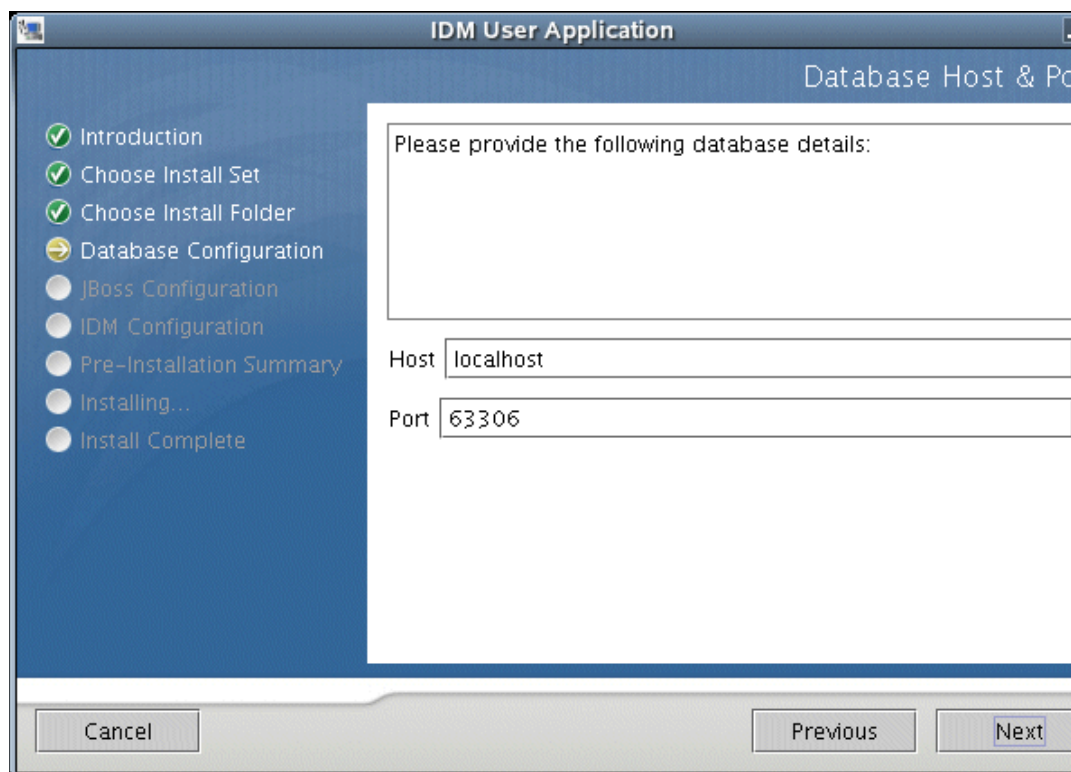 IDM User Application
Database Host & Po
Introduction
Choose Install Set
Choose Install Folder
Database Configuration
JBoss Configuration
IDM Configuration
Pre-Installation Summary
Installing...
Install Complete
Please provide the following database details:
Host localhost
Port 63306
Cancel
Previous
Next